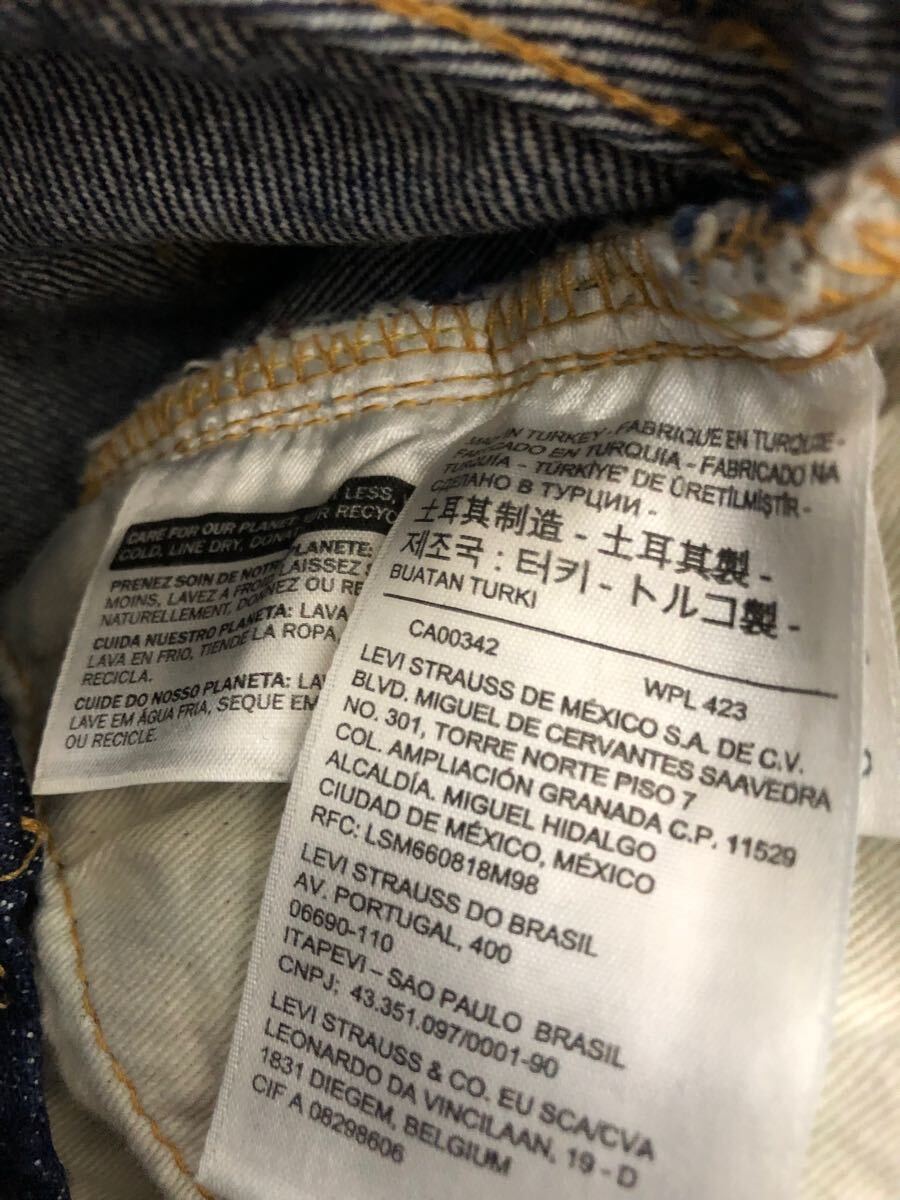 CARE FOR OUR PLANET: LESS,
COLD, LINE DRY, OR RECYC
PRENEZ SOIN DE PLANETE:
MOINS, LAVEZ A LAISSEZ
NATURELLEMENT, OU
CUIDA NUESTRO PLANETA: LAVA
LAVA EN FRIO, TIENDE LA ROPA,
RECICLA.
CUIDE DO NOSSO PLANETA:
LAVE EM ÁGUA FRIA, SEQUE EM
OU RECICLE.
MADE IN TURKEY - FABRIQUE EN TURQUIE -
FABRICADO EN TURQUIA - FABRICADO NA
TURQUIA - TÜRKİYE' DE ÜRETİLMİŞTİR -
СДЕЛАНО В ТУРЦИИ -
土耳其制造 - 土耳其製 -
제조국 : 터키 - トルコ製 -
BUATAN TURKI
CA00342 WPL 423
LEVI STRAUSS DE MÉXICO S.A. DE C.V.
BLVD. MIGUEL DE CERVANTES SAAVEDRA
NO. 301, TORRE NORTE PISO 7
COL. AMPLIACIÓN GRANADA C.P. 11529
ALCALDÍA. MIGUEL HIDALGO
CIUDAD DE MÉXICO, MÉXICO
RFC: LSM660818M98
LEVI STRAUSS DO BRASIL
AV. PORTUGAL, 400
06690-110
ITAPEVI – SAO PAULO BRASIL
CNPJ; 43.351.097/0001-90
LEVI STRAUSS & CO. EU SCA/CVA
LEONARDO DA VINCILAAN, 19 - D
1831 DIEGEM, BELGIUM
CIF A 08298606